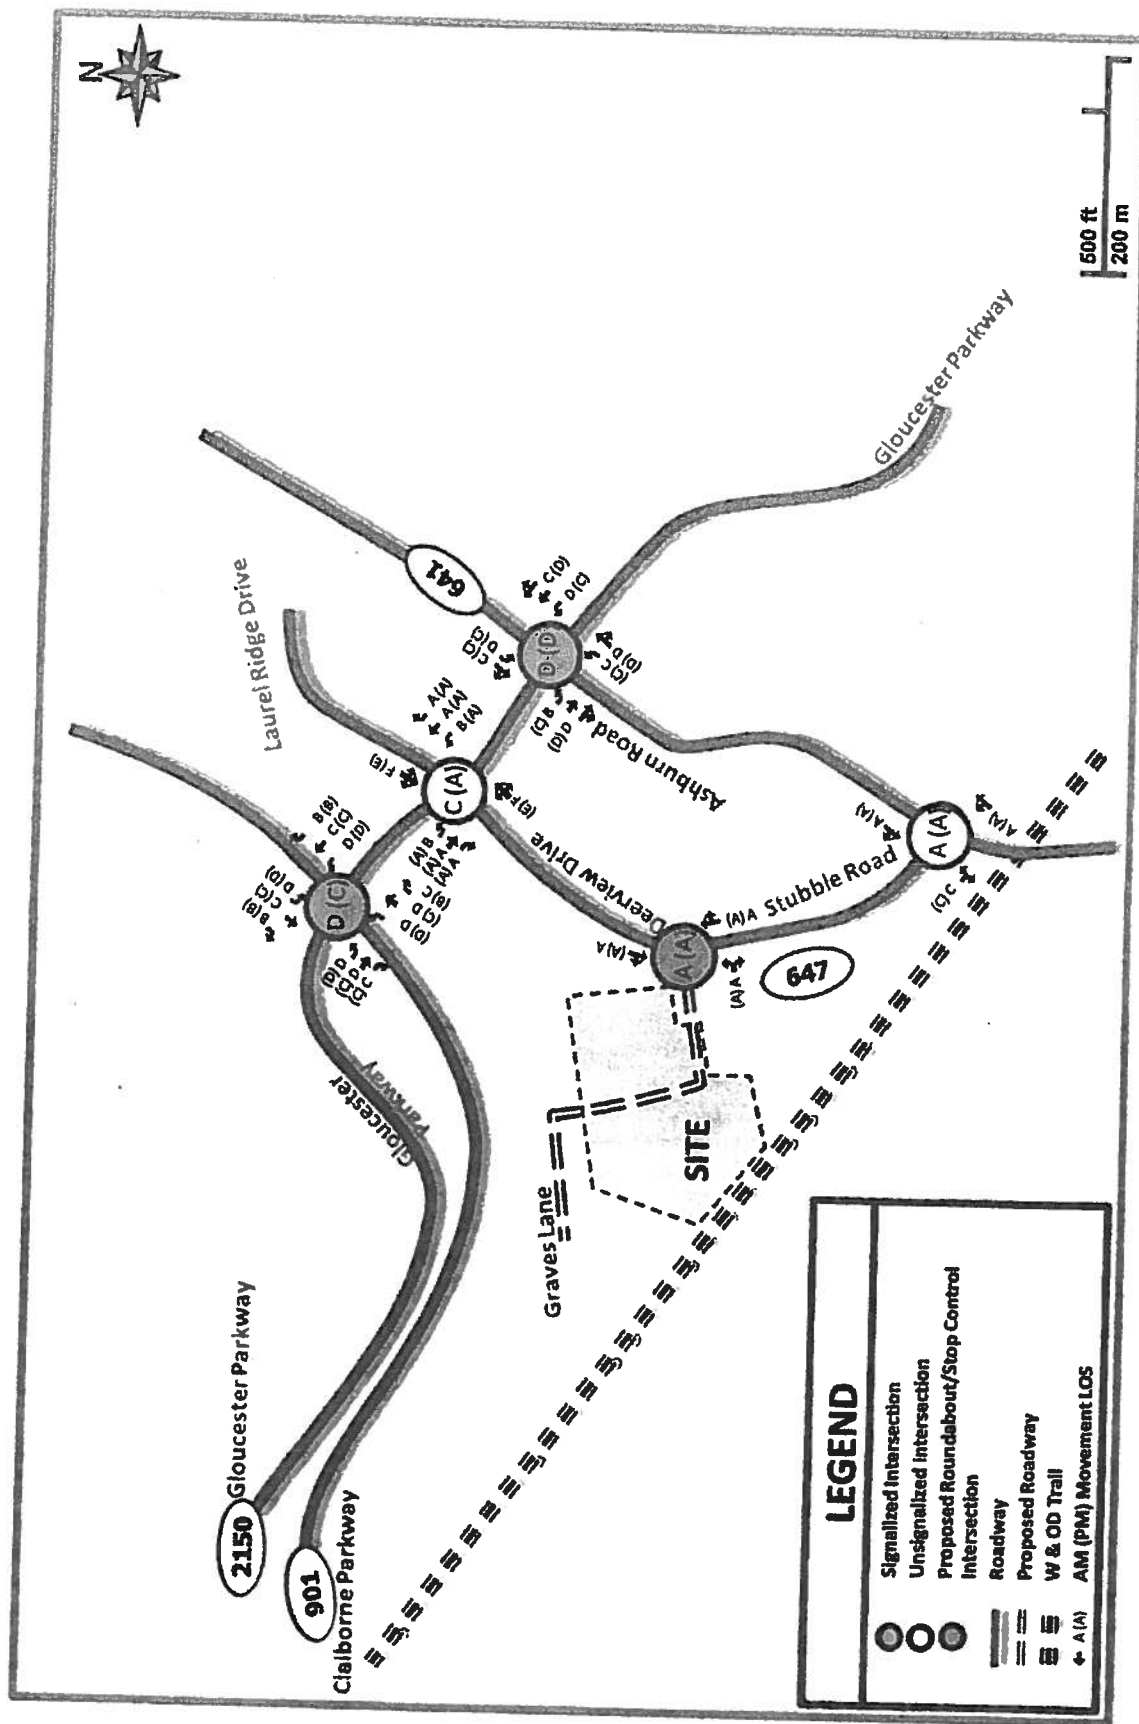 N
2150
Gloucester Parkway
901
Claiborne Parkway
Gloucester
Parkway
Laurel Ridge Drive
641
Gloucester Parkway
Ashburn Road
Deerview Drive
Stubble Road
647
Graves Lane
SITE
D (C)
B (B)
C (C)
D (D)
B (B)
C (C)
D (D)
(B) C
(C) D
(D) D
C (A)
F (E)
A (A)
A (A)
B (A)
(A) B
(A) A
(A) A
(E) F
D (D)
C (C)
D (C)
C (D)
D (C)
(C) B
(D) D
(C) C
(D) D
A (A)
(A) A
(A) A
(A) A
A (A)
A (A)
A (A)
(C) C
500 ft
200 m
LEGEND
Signalized Intersection
Unsignalized Intersection
Proposed Roundabout/Stop Control
Intersection
Roadway
Proposed Roadway
W & OD Trail
A (A) AM (PM) Movement LOS